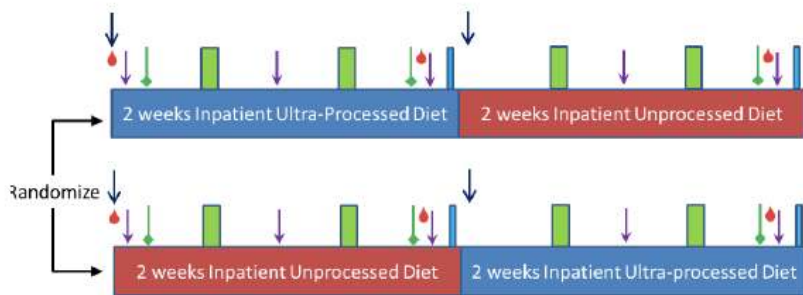 2 weeks Inpatient Ultra-Processed Diet
2 weeks Inpatient Unprocessed Diet
Randomize
2 weeks Inpatient Unprocessed Diet
2 weeks Inpatient Ultra-processed Diet